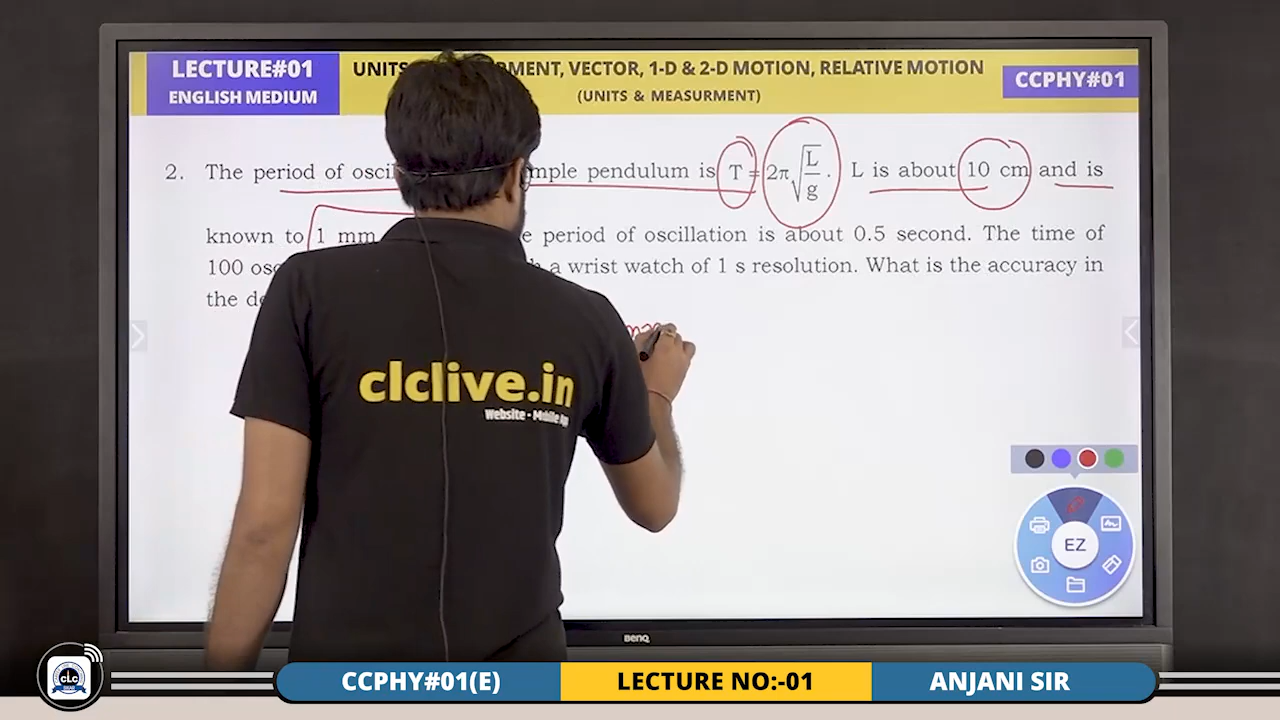 LECTURE#01
ENGLISH MEDIUM
UNITS MENT, VECTOR, 1-D & 2-D MOTION, RELATIVE MOTION
(UNITS & MEASURMENT)
CCPHY#01
2. The period of mple pendulum is T = 2π√L/g . L is about 10 cm and is
known to 1 mm e period of oscillation is about 0.5 second. The time of
100 a wrist watch of 1 s resolution. What is the accuracy in
the
clclive.in
Website - Mobile App
EZ
BenQ
CLC
CCPHY#01(E)
LECTURE NO:-01
ANJANI SIR